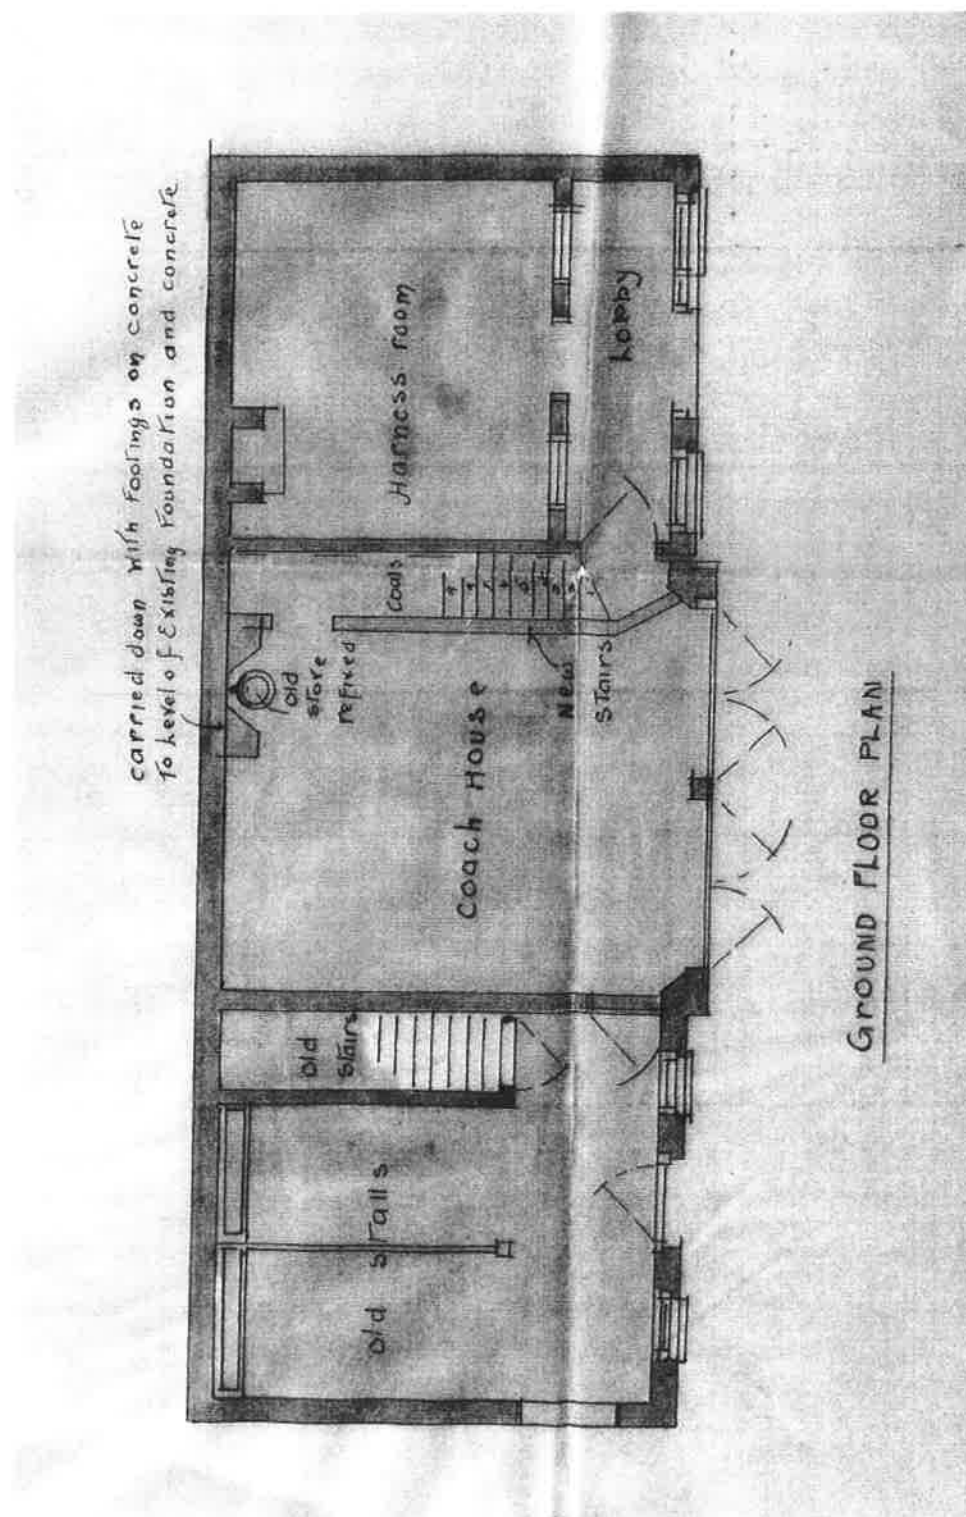 carried down with footings on concrete
To Level of Existing Foundation and concrete
Old stalls
Old
Stairs
Coach House
Old
stove
refixed
New
Stairs
Coals
Harness room
Lobby
GROUND FLOOR PLAN